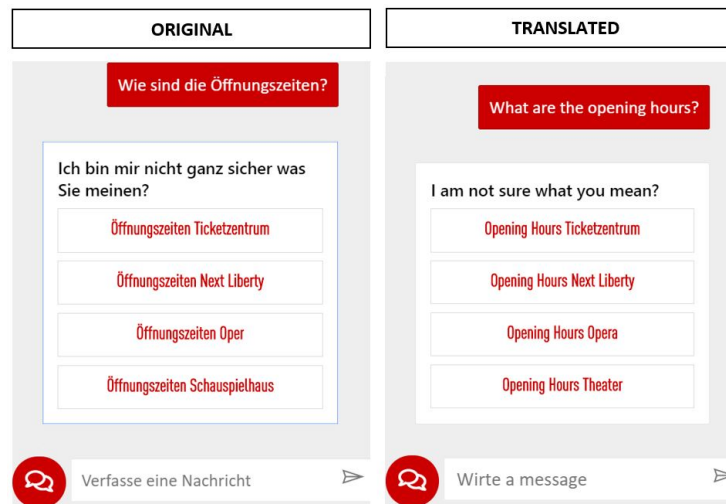 ORIGINAL
Wie sind die Öffnungszeiten?
Ich bin mir nicht ganz sicher was
Sie meinen?
Öffnungszeiten Ticketzentrum
Öffnungszeiten Next Liberty
Öffnungszeiten Oper
Öffnungszeiten Schauspielhaus
Verfasse eine Nachricht
TRANSLATED
What are the opening hours?
I am not sure what you mean?
Opening Hours Ticketzentrum
Opening Hours Next Liberty
Opening Hours Opera
Opening Hours Theater
Wirte a message